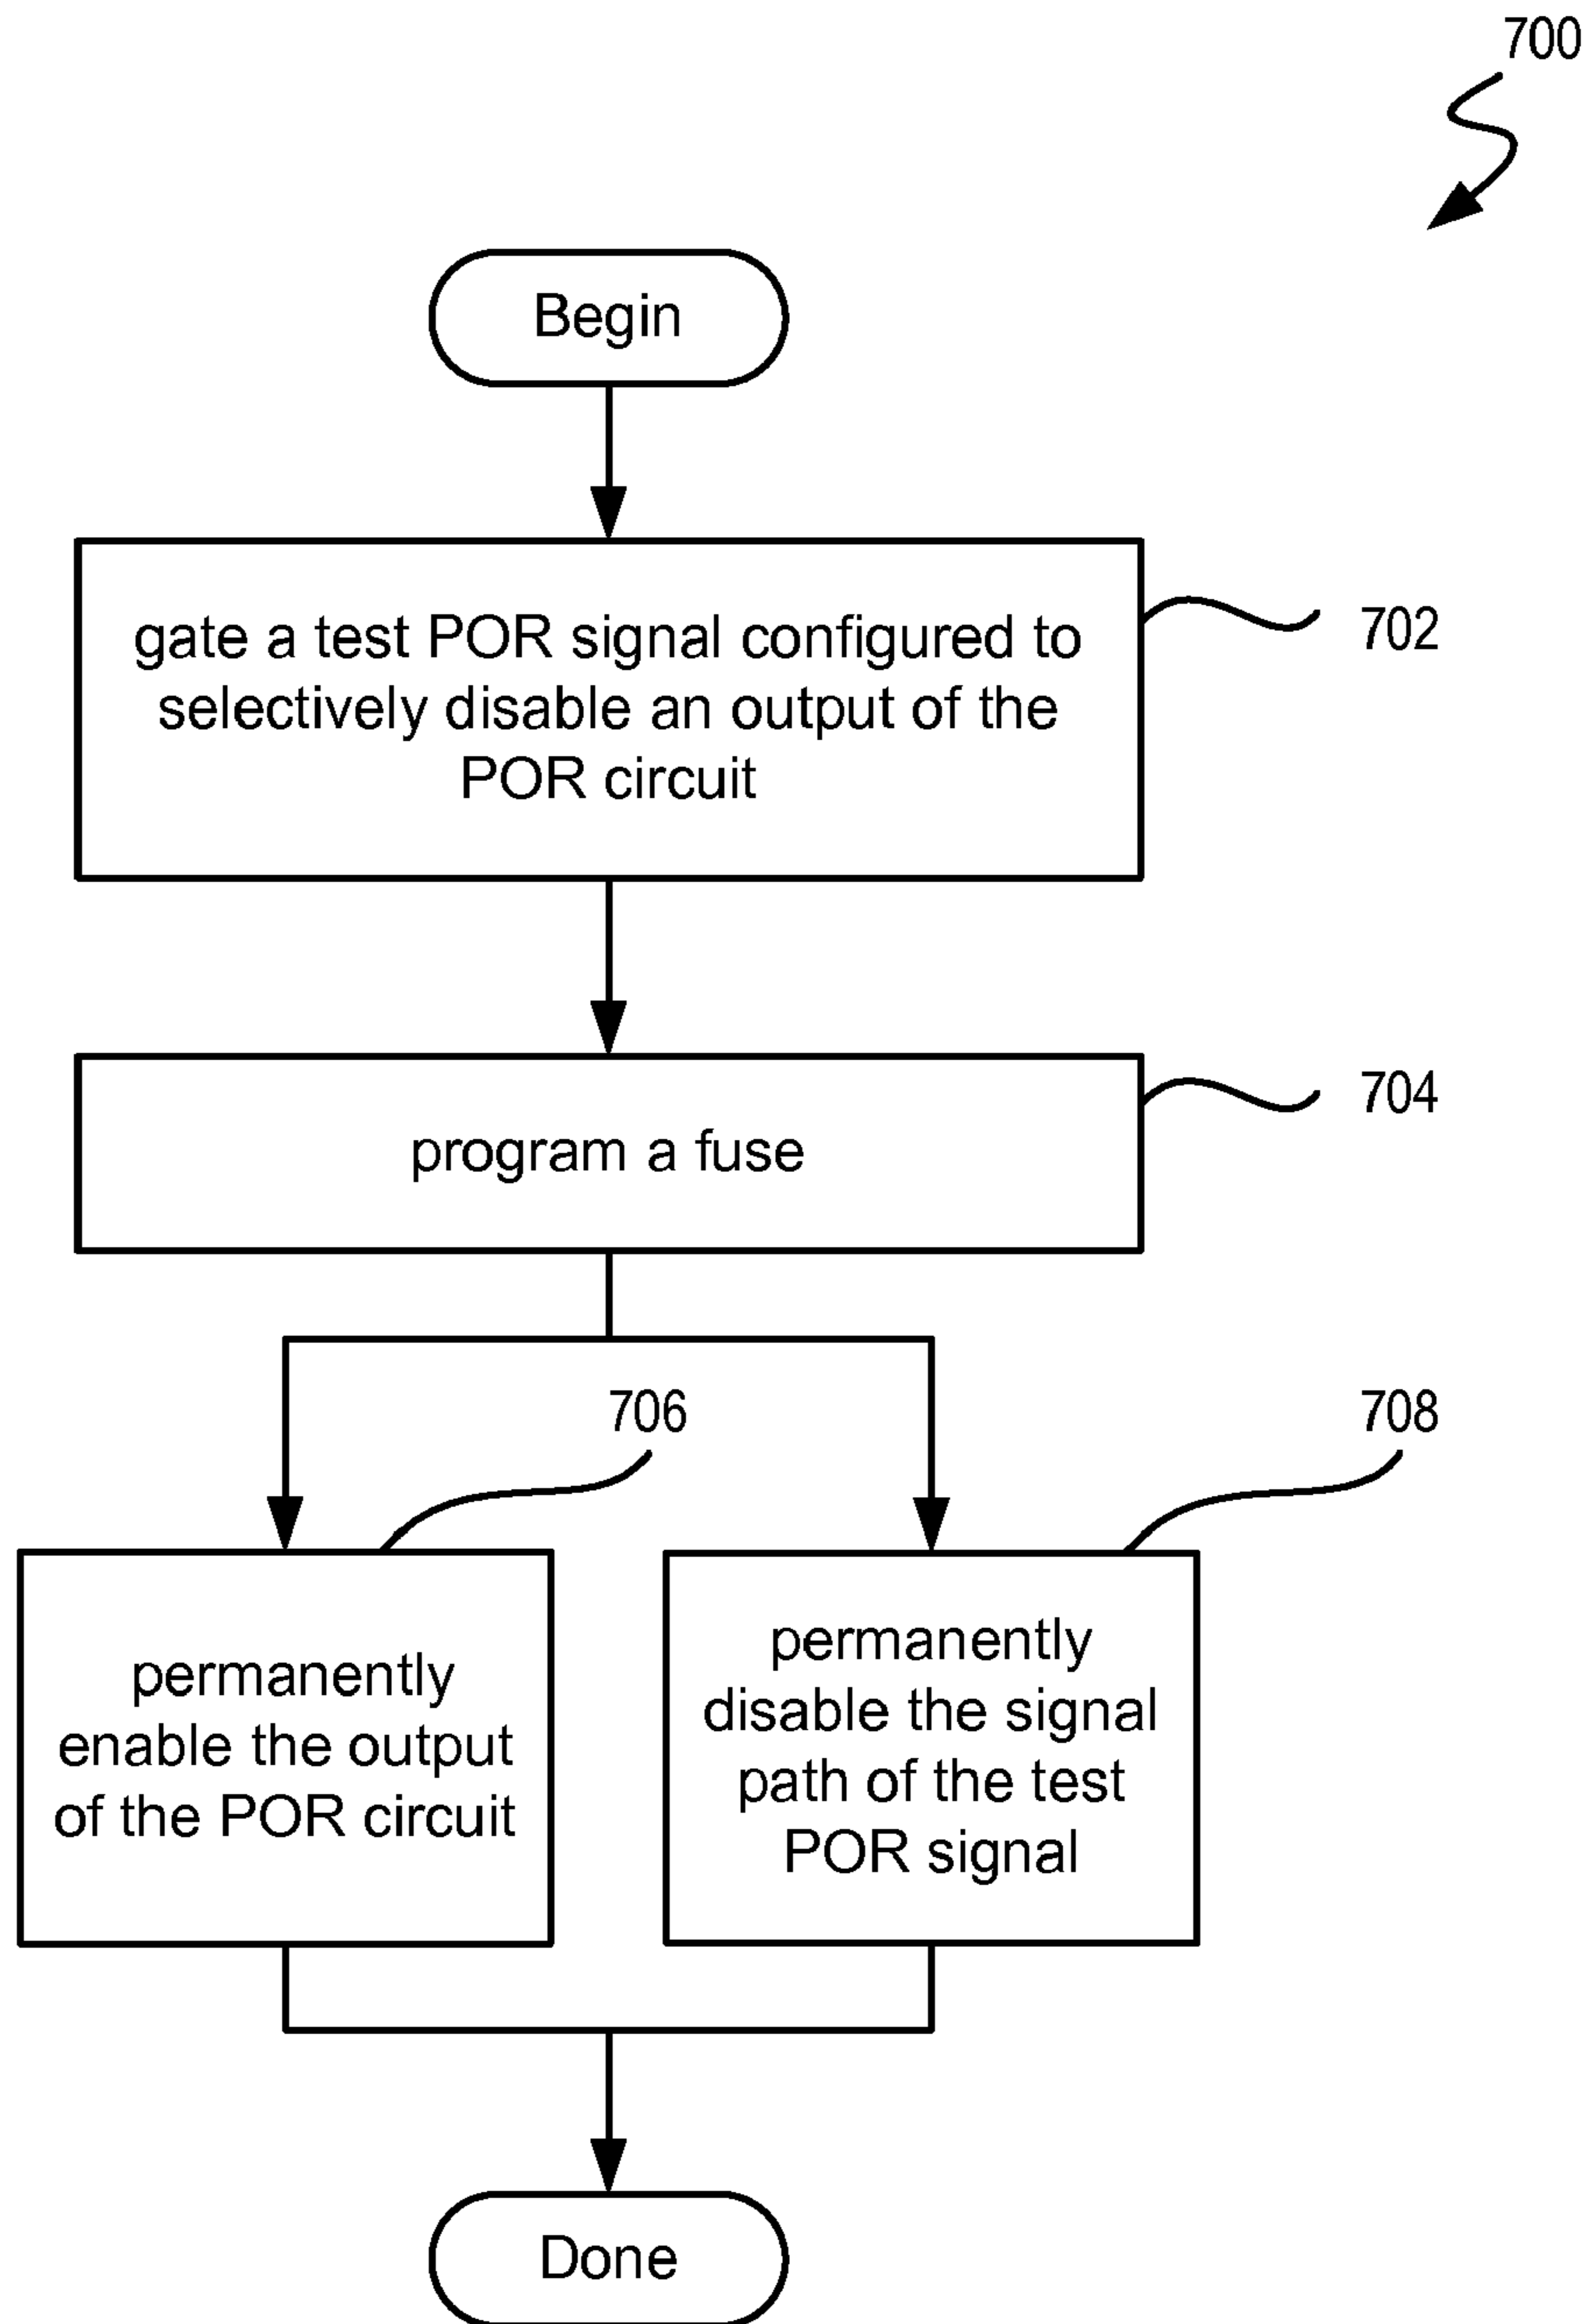 700
Begin
gate a test POR signal configured to
selectively disable an output of the
POR circuit
702
program a fuse
704
706
708
permanently
enable the output
of the POR circuit
permanently
disable the signal
path of the test
POR signal
Done